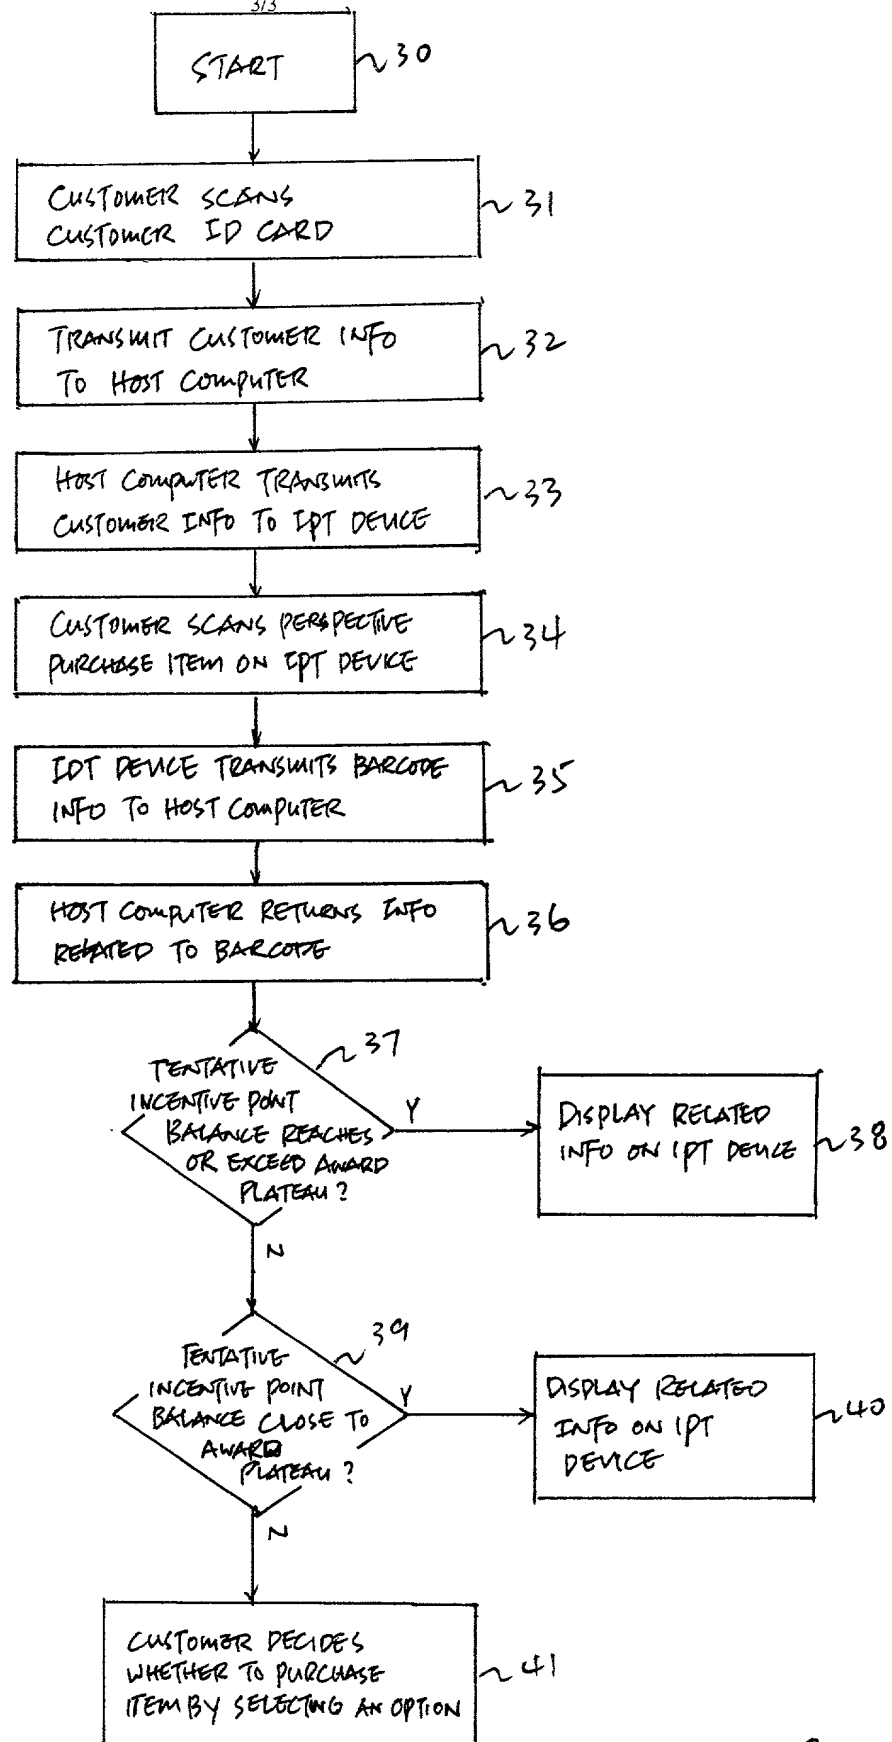 3/3
START
30
CUSTOMER SCANS
CUSTOMER ID CARD
31
TRANSMIT CUSTOMER INFO
TO HOST COMPUTER
32
HOST COMPUTER TRANSMITS
CUSTOMER INFO TO IPT DEVICE
33
CUSTOMER SCANS PERSPECTIVE
PURCHASE ITEM ON IPT DEVICE
34
IDT DEVICE TRANSMITS BARCODE
INFO TO HOST COMPUTER
35
HOST COMPUTER RETURNS INFO
RELATED TO BARCODE
36
37
TENTATIVE
INCENTIVE POINT
BALANCE REACHES
OR EXCEED AWARD
PLATEAU?
Y
DISPLAY RELATED
INFO ON IPT DEVICE
38
N
39
TENTATIVE
INCENTIVE POINT
BALANCE CLOSE TO
AWARD
PLATEAU?
Y
DISPLAY RELATED
INFO ON IPT
DEVICE
40
N
CUSTOMER DECIDES
WHETHER TO PURCHASE
ITEM BY SELECTING AN OPTION
41